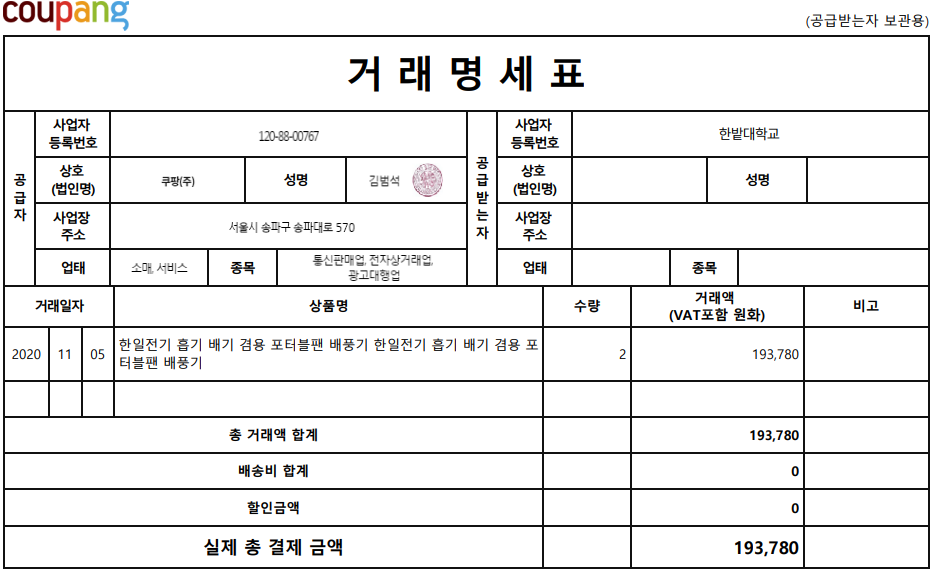 coupang
(공급받는자 보관용)
거 래 명 세 표
공급자
사업자
등록번호
120-88-00767
공급받는자
사업자
등록번호
한밭대학교
상호
(법인명)
쿠팡(주)
성명
김범석
상호
(법인명)
성명
사업장
주소
서울시 송파구 송파대로 570
사업장
주소
업태
소매, 서비스
종목
통신판매업, 전자상거래업,
광고대행업
업태
종목
거래일자
상품명
수량
거래액
(VAT포함 원화)
비고
2020 11 05
한일전기 흡기 배기 겸용 포터블팬 배풍기 한일전기 흡기 배기 겸용 포
터블팬 배풍기
2
193,780
총 거래액 합계
193,780
배송비 합계
0
할인금액
0
실제 총 결제 금액
193,780